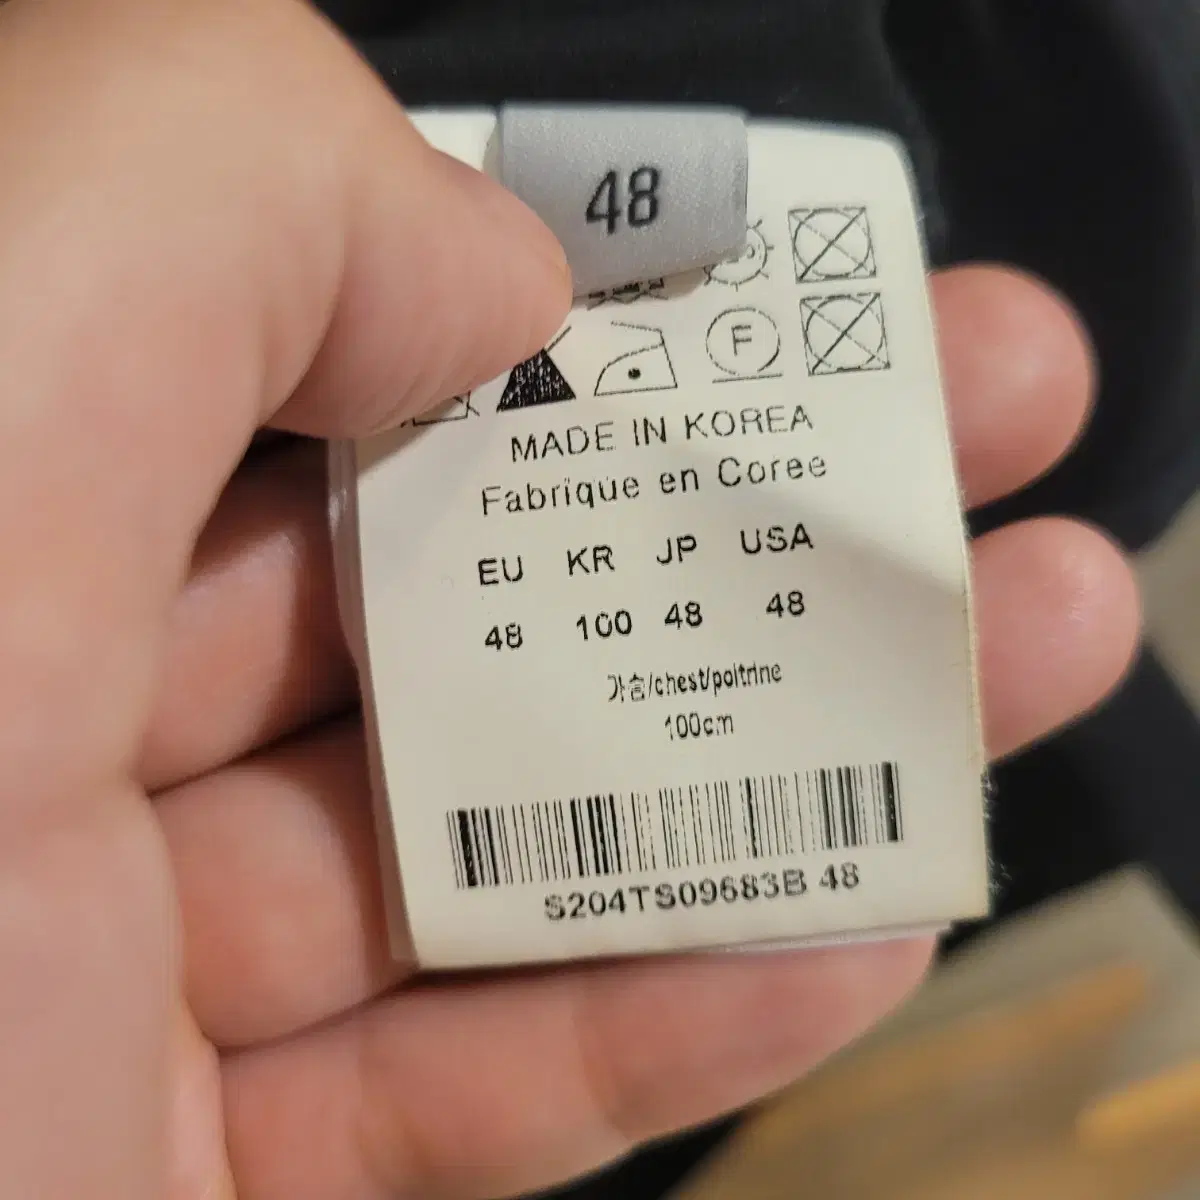 48
F
MADE IN KOREA
Fabrique en Coree
EU KR JP USA
48 100 48 48
가슴/chest/poitrine
100cm
S204TS09683B 48